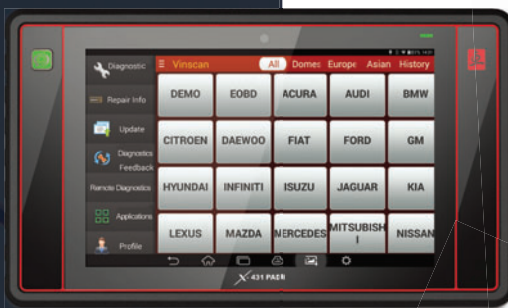 Diagnostic
Repair Info
Update
Diagnostics
Feedback
Remote Diagnostics
Applications
Profile
Vinscan
All Domes Europe Asian History
DEMO EOBD ACURA AUDI BMW
CITROEN DAEWOO FIAT FORD GM
HYUNDAI INFINITI ISUZU JAGUAR KIA
LEXUS MAZDA MERCEDES MITSUBISH NISSAN
I
X-431 PADII